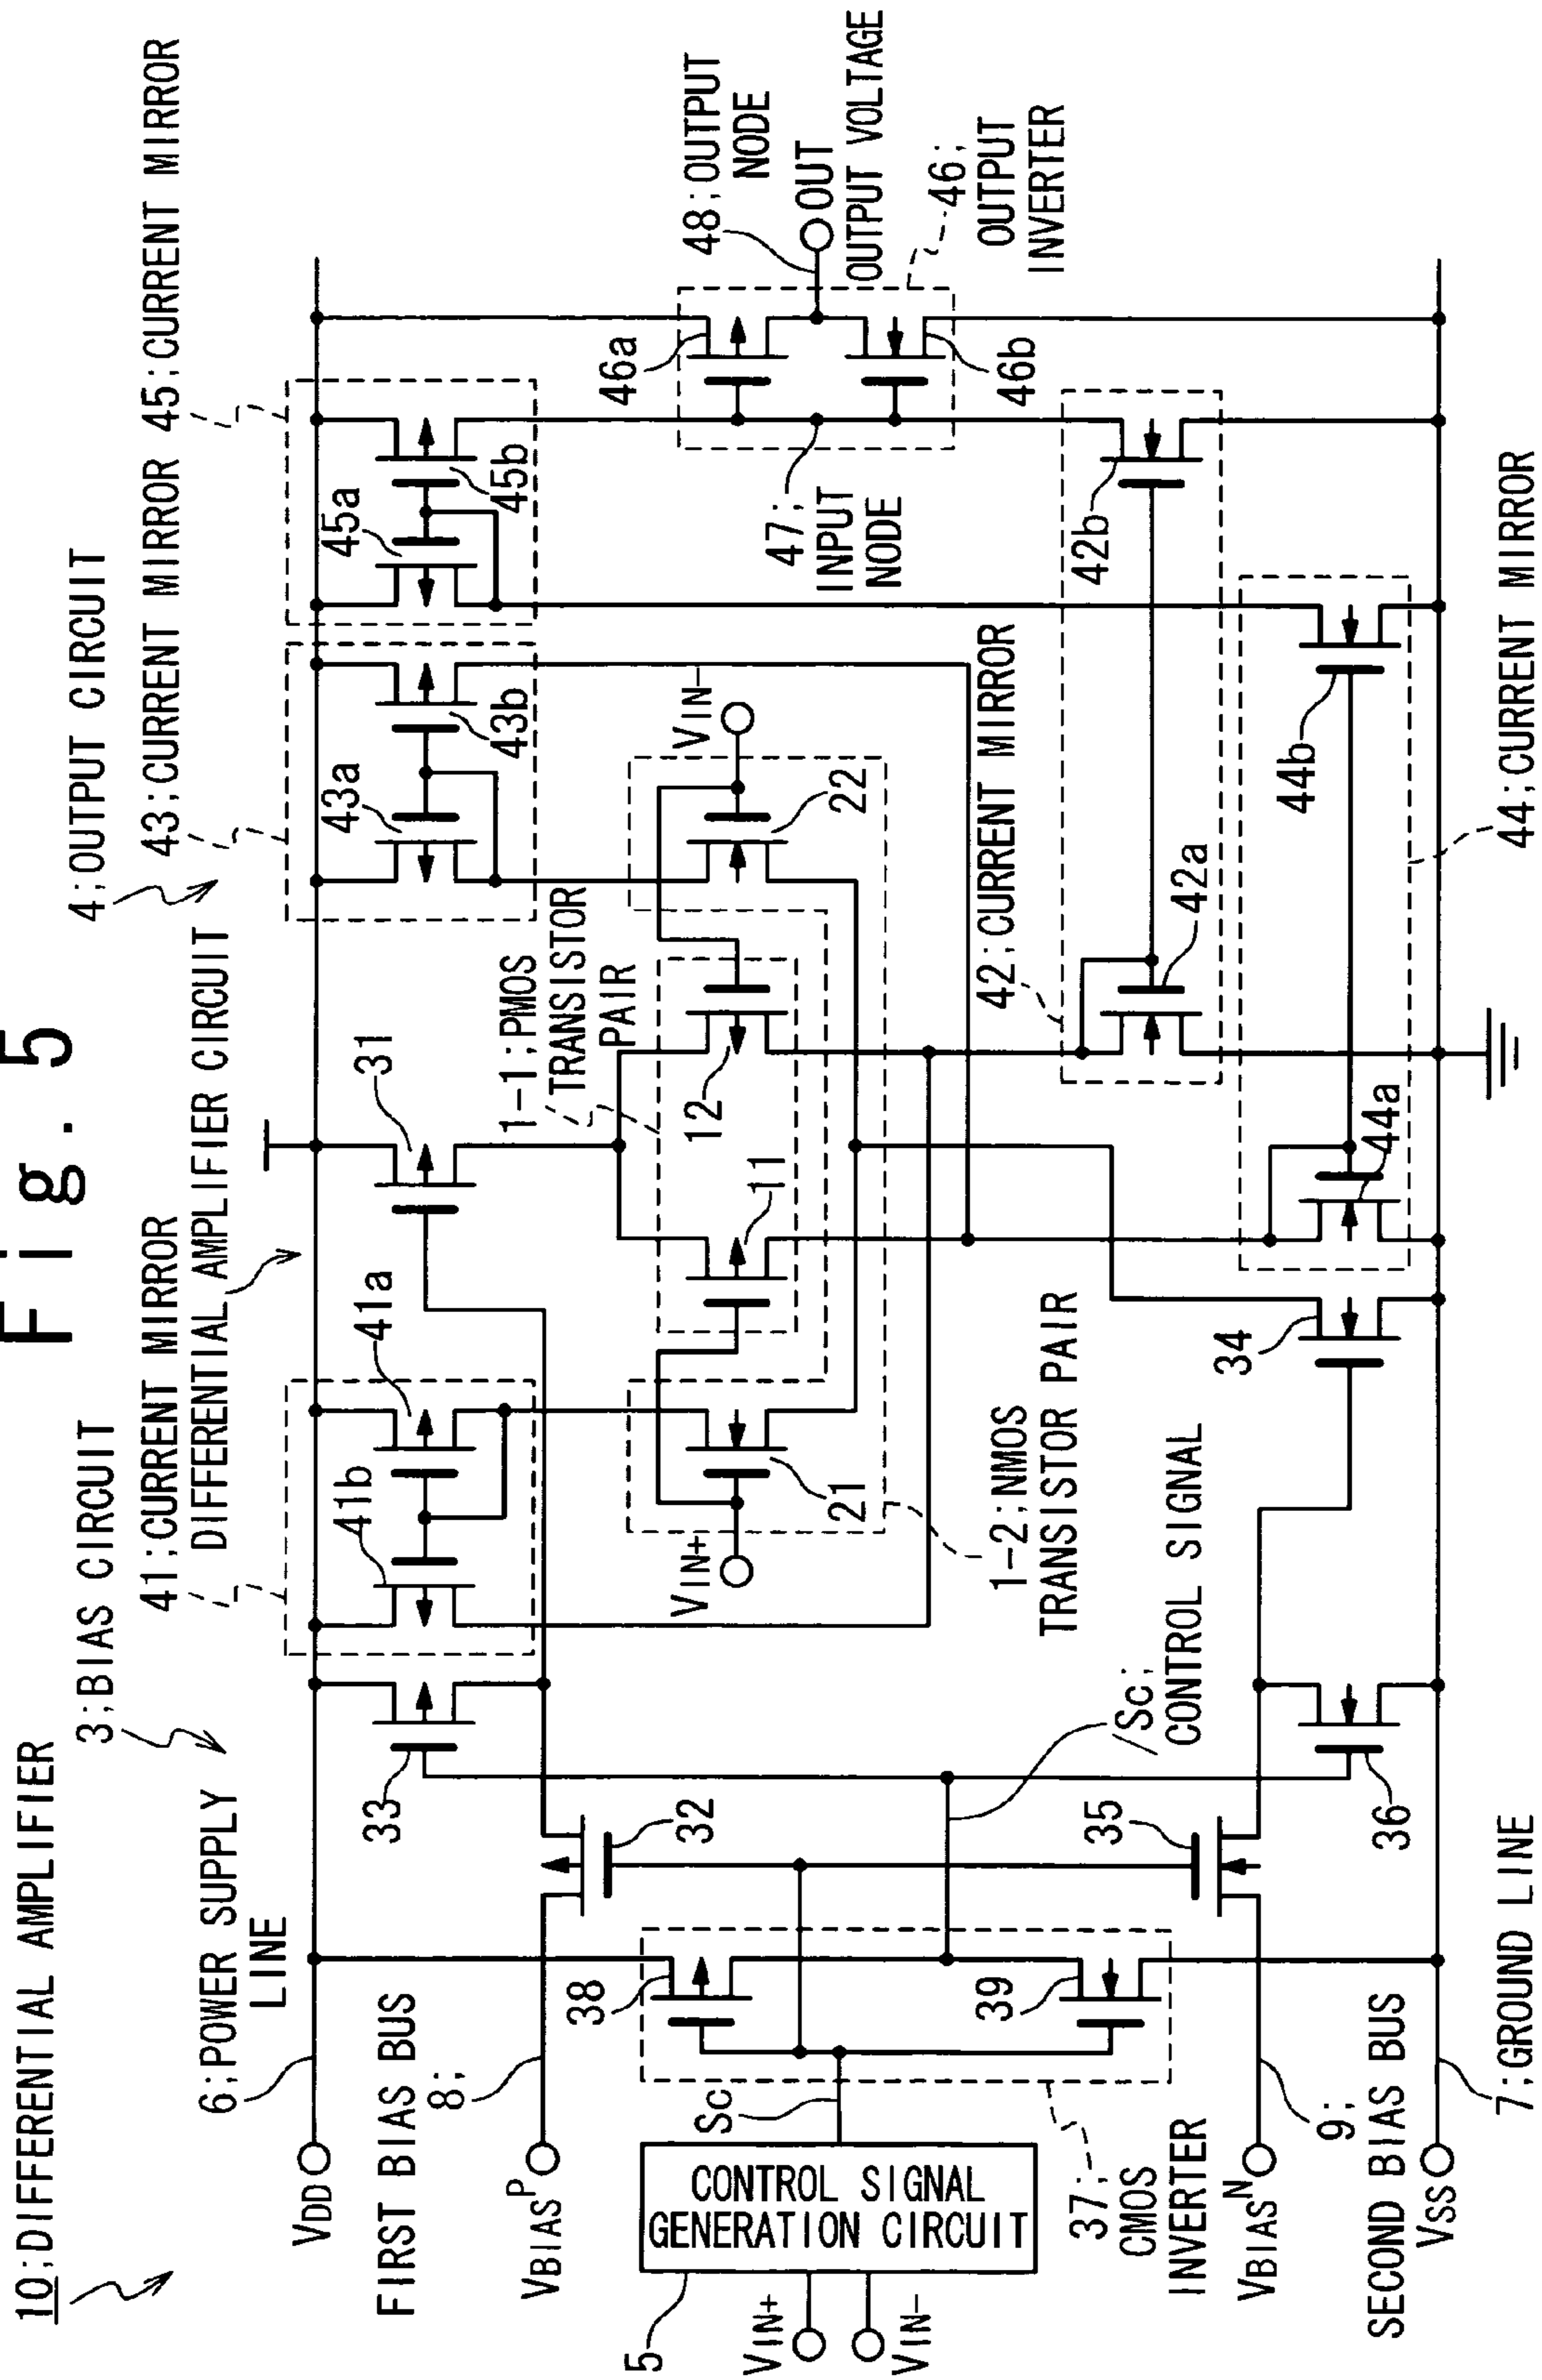 Fig. 5
10;DIFFERENTIAL AMPLIFIER
3;BIAS CIRCUIT
4;OUTPUT CIRCUIT
6;POWER SUPPLY
LINE
41;CURRENT MIRROR
DIFFERENTIAL AMPLIFIER CIRCUIT
43;CURRENT MIRROR
45;CURRENT MIRROR
VDD
FIRST BIAS BUS
8;
VBIASP
33
41b
41a
31
43a
43b
45a
45b
32
38
39
Sc
CONTROL SIGNAL
GENERATION CIRCUIT
5
VIN+
VIN-
37;
CMOS
INVERTER
35
36
Sc;
CONTROL SIGNAL
VIN+
21
1-2;NMOS
TRANSISTOR PAIR
11
12
1-1;PMOS
TRANSISTOR
PAIR
22
VIN-
47;
INPUT
NODE
46a
46b
48;OUTPUT
NODE
OUT
OUTPUT VOLTAGE
46;
OUTPUT
INVERTER
42;CURRENT MIRROR
42a
42b
34
44a
44b
44;CURRENT MIRROR
VBIASN
9;
SECOND BIAS BUS
VSS
7;GROUND LINE